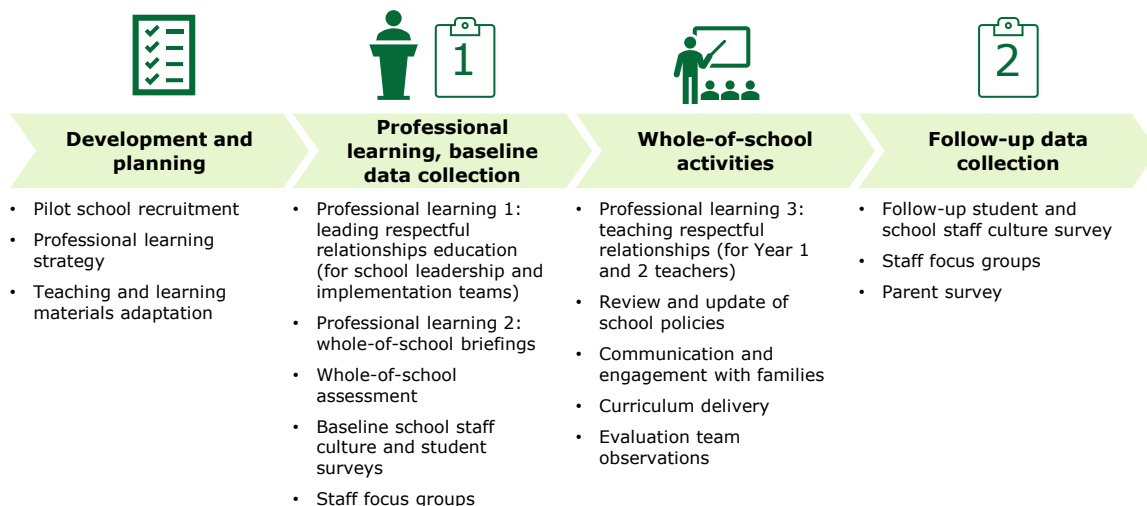 1
2
Development and
planning
Professional
learning, baseline
data collection
Whole-of-school
activities
Follow-up data
collection
• Pilot school recruitment
• Professional learning
strategy
• Teaching and learning
materials adaptation
• Professional learning 1:
leading respectful
relationships education
(for school leadership and
implementation teams)
• Professional learning 2:
whole-of-school briefings
• Whole-of-school
assessment
• Baseline school staff
culture and student
surveys
• Staff focus groups
• Professional learning 3:
teaching respectful
relationships (for Year 1
and 2 teachers)
• Review and update of
school policies
• Communication and
engagement with families
• Curriculum delivery
• Evaluation team
observations
• Follow-up student and
school staff culture survey
• Staff focus groups
• Parent survey